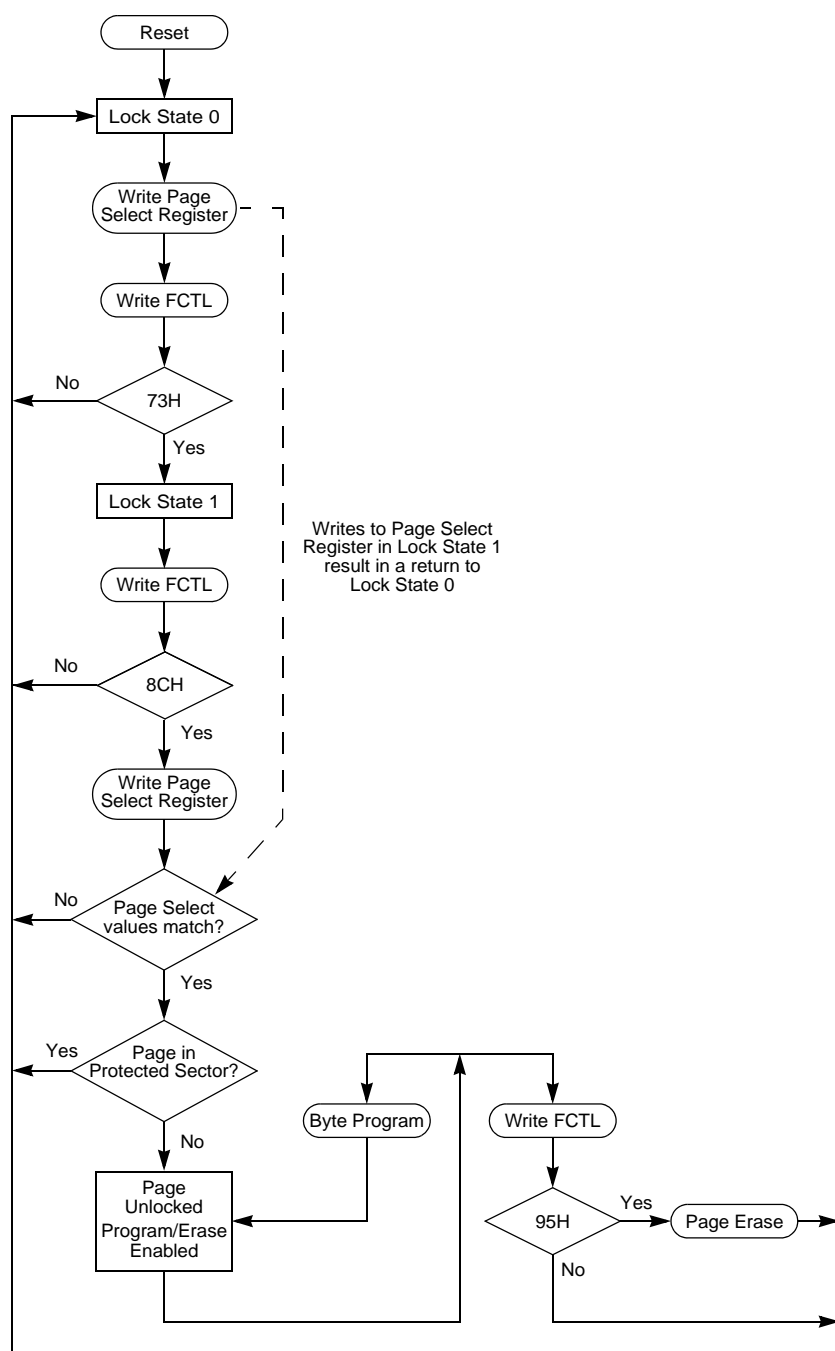 Reset
Lock State 0
Write Page
Select Register
Write FCTL
No
73H
Yes
Lock State 1
Writes to Page Select
Register in Lock State 1
result in a return to
Lock State 0
Write FCTL
No
8CH
Yes
Write Page
Select Register
No
Page Select
values match?
Yes
Yes
Page in
Protected Sector?
No
Byte Program
Write FCTL
Page
Unlocked
Program/Erase
Enabled
95H
Yes
Page Erase
No